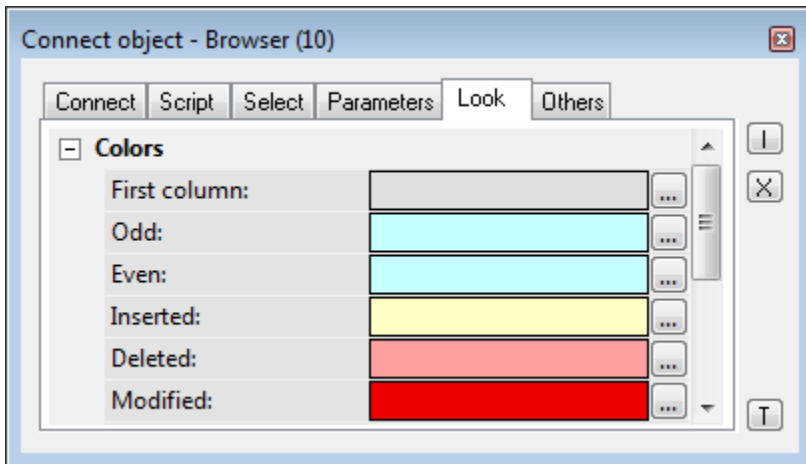 Connect object - Browser (10)
Connect Script Select Parameters Look Others
Colors
First column: ...
Odd: ...
Even: ...
Inserted: ...
Deleted: ...
Modified: ...
I
X
T